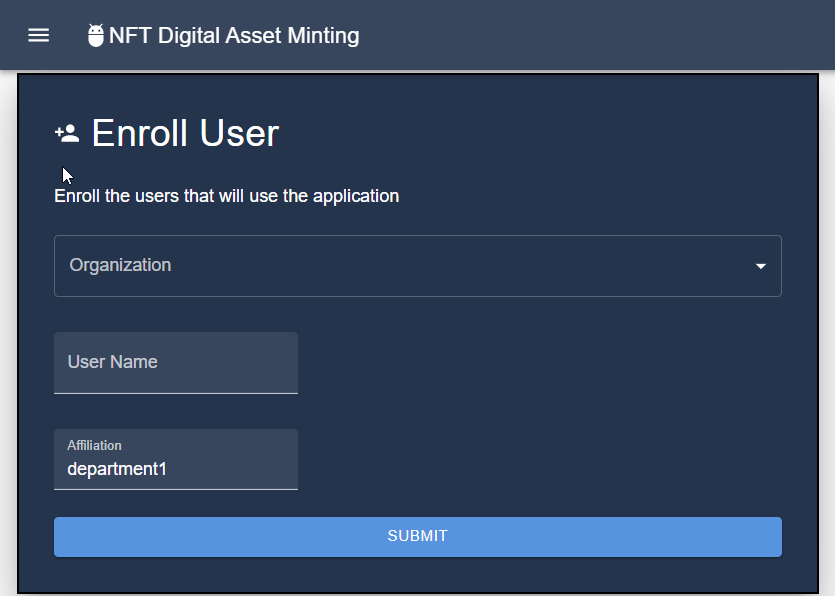 NFT Digital Asset Minting
Enroll User
Enroll the users that will use the application
Organization
User Name
Affiliation
department1
SUBMIT